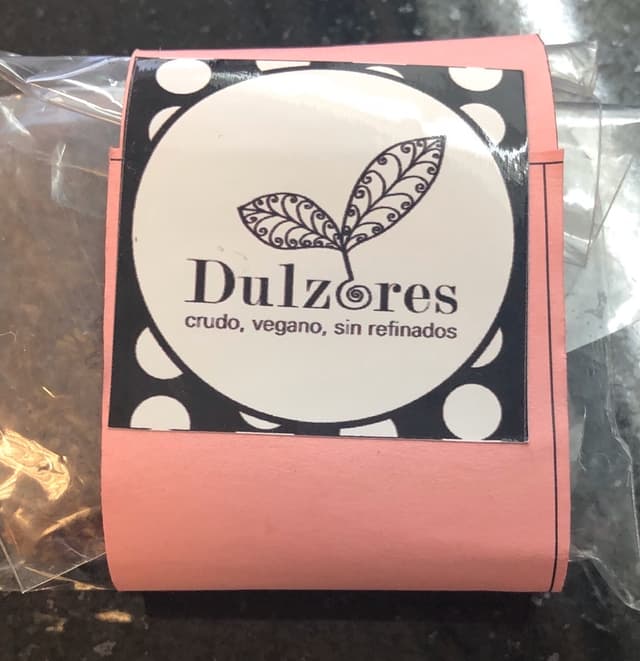 Dulzores
crudo, vegano, sin refinados